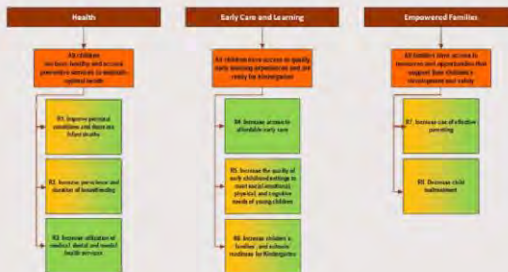 Health
All children
are born healthy and access
preventive services to maintain
optimal health
R1. Improve perinatal
conditions and decrease
infant deaths
R2. Increase prevalence and
duration of breastfeeding
R3. Increase utilization of
medical, dental and mental
health services
Early Care and Learning
All children have access to quality
early learning experiences and are
ready for Kindergarten
R4. Increase access to
affordable early care
R5. Increase the quality of
early childhood settings to
meet social emotional,
physical, and cognitive
needs of young children
R6. Increase children's,
families', and schools'
readiness for Kindergarten
Empowered Families
All families have access to
resources and opportunities that
support their children's
development and safety
R7. Increase use of effective
parenting
R8. Decrease child
maltreatment